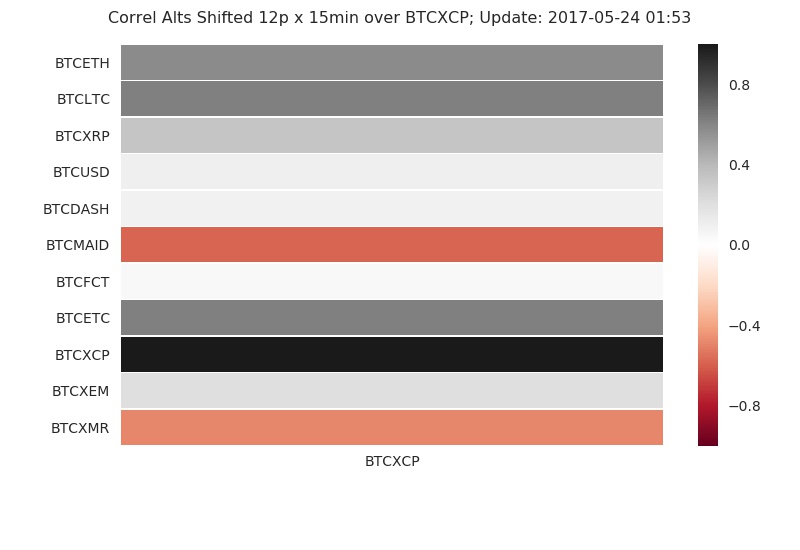 Correl Alts Shifted 12p x 15min over BTCXCP; Update: 2017-05-24 01:53
BTCETH
BTCLTC
BTCXRP
BTCUSD
BTCDASH
BTCMAID
BTCFCT
BTCETC
BTCXCP
BTCXEM
BTCXMR
BTCXCP
0.8
0.4
0.0
−0.4
−0.8